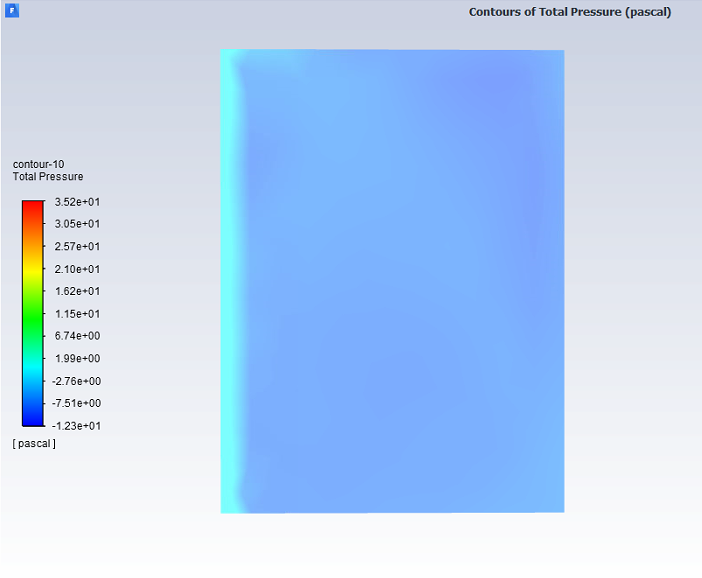 F
Contours of Total Pressure (pascal)
contour-10
Total Pressure
3.52e+01
3.05e+01
2.57e+01
2.10e+01
1.62e+01
1.15e+01
6.74e+00
1.99e+00
-2.76e+00
-7.51e+00
-1.23e+01
[ pascal ]